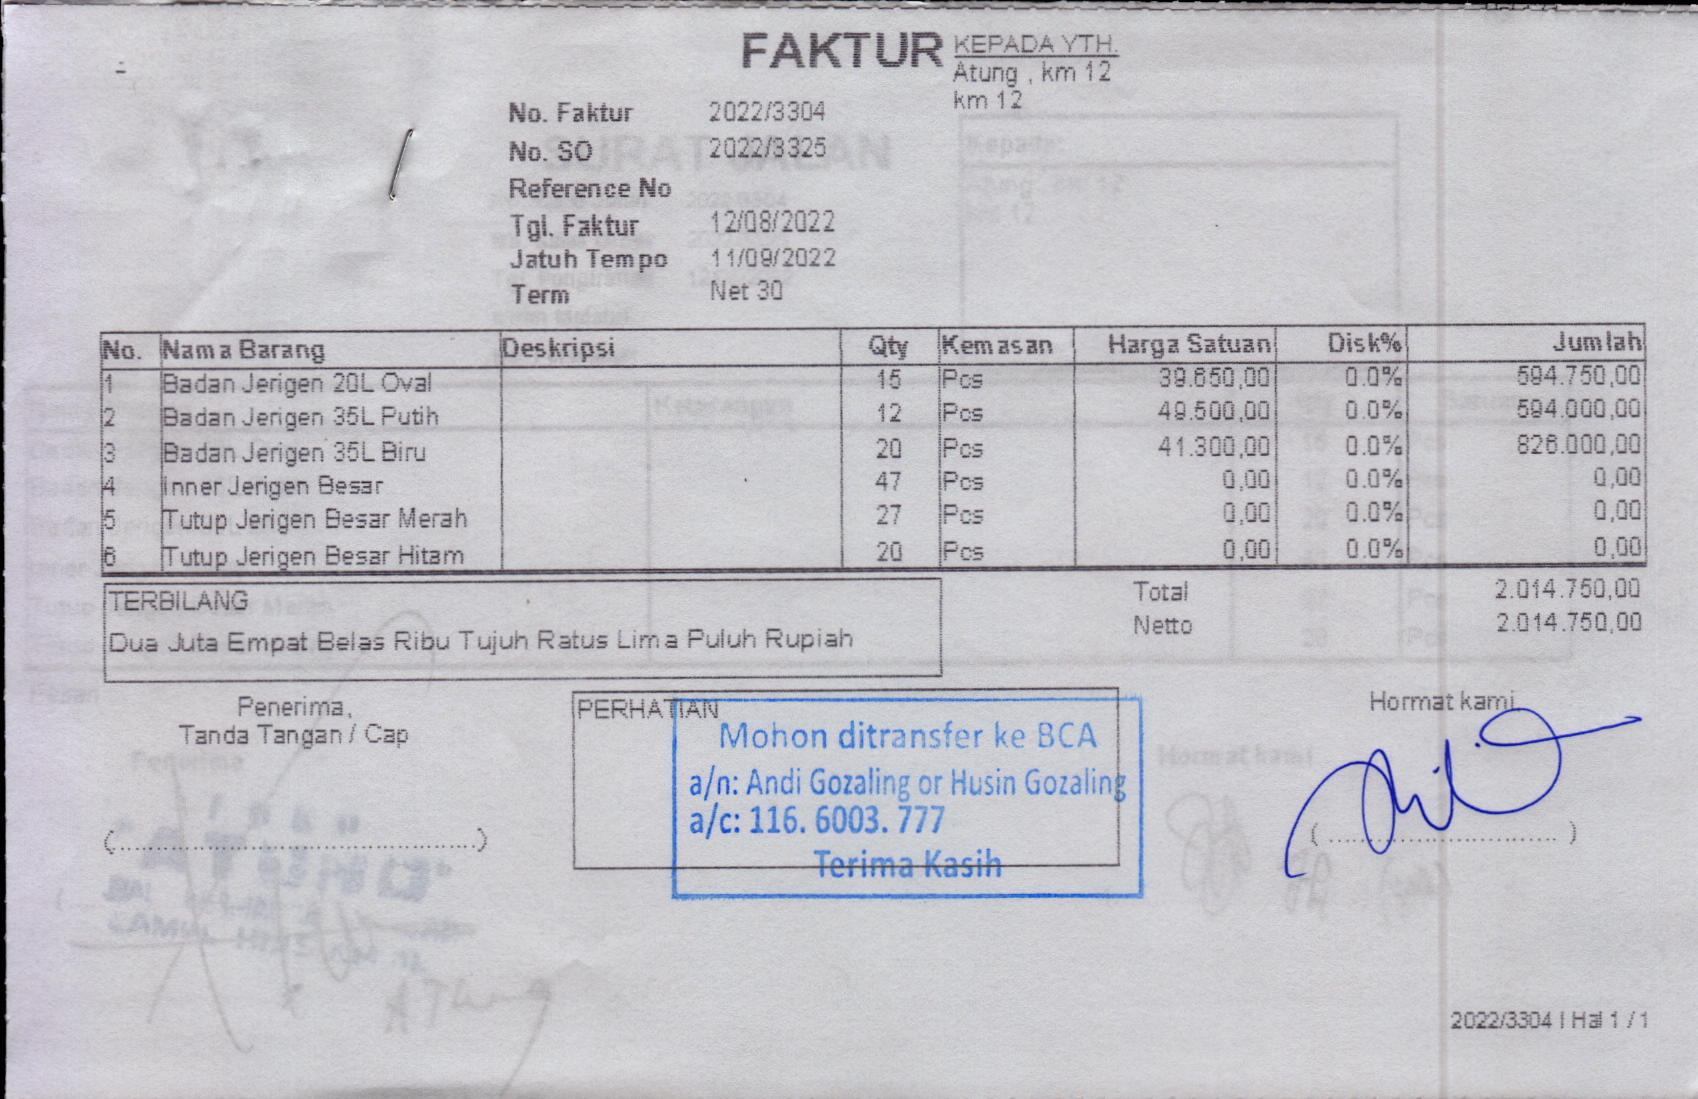 FAKTUR
KEPADA YTH.
Atung , km 12
km 12
No. Faktur 2022/3304
No. SO 2022/3325
Reference No
Tgl. Faktur 12/08/2022
Jatuh Tempo 11/09/2022
Term Net 30
No. Nama Barang Deskripsi Qty Kemasan Harga Satuan Disk% Jumlah
1 Badan Jerigen 20L Oval 15 Pcs 39.650,00 0.0% 594.750,00
2 Badan Jerigen 35L Putih 12 Pcs 49.500,00 0.0% 594.000,00
3 Badan Jerigen 35L Biru 20 Pcs 41.300,00 0.0% 826.000,00
4 Inner Jerigen Besar 47 Pcs 0,00 0.0% 0,00
5 Tutup Jerigen Besar Merah 27 Pcs 0,00 0.0% 0,00
6 Tutup Jerigen Besar Hitam 20 Pcs 0,00 0.0% 0,00
TERBILANG
Dua Juta Empat Belas Ribu Tujuh Ratus Lima Puluh Rupiah
Total 2.014.750,00
Netto 2.014.750,00
Penerima,
Tanda Tangan / Cap
(......................................................)
PERHATIAN
Mohon ditransfer ke BCA
a/n: Andi Gozaling or Husin Gozaling
a/c: 116. 6003. 777
Terima Kasih
Hormat kami
( ................................... )
2022/3304 | Hal 1 / 1